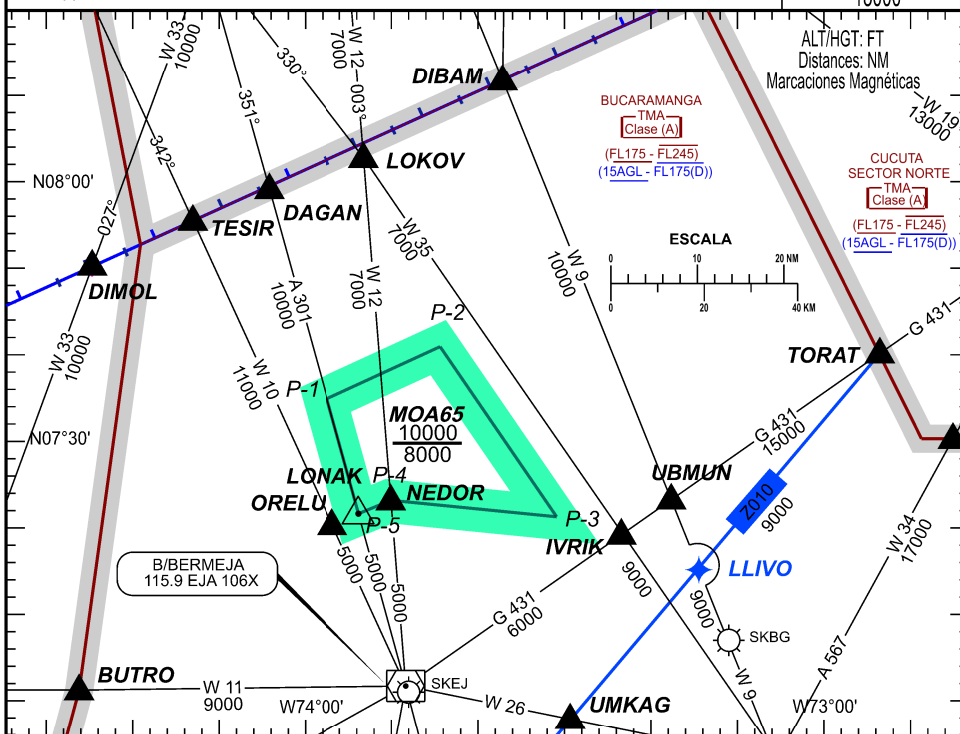 10000
W 33
10000
W 12
7000
003°
330°
351°
342°
027°
ALT/HGT: FT
Distances: NM
Marcaciones Magnéticas
W 19
13000
DIBAM
BUCARAMANGA
TMA
Clase (A)
(FL175 - FL245)
(15AGL - FL175(D))
CUCUTA
SECTOR NORTE
TMA
Clase (A)
(FL175 - FL245)
(15AGL - FL175(D))
LOKOV
N08°00'
DAGAN
TESIR
DIMOL
W 35
7000
W 9
10000
ESCALA
0 10 20 NM
0 20 40 KM
W 12
7000
A 301
10000
W 33
10000
W 10
11000
G 431
P-2
TORAT
P-1
MOA65
10000
8000
N07°30'
G 431
15000
LONAK
P-4
ORELU
NEDOR
P-5
P-3
IVRIK
UBMUN
Z010
9000
W 34
17000
B/BERMEJA
115.9 EJA 106X
5000
5000
5000
G 431
6000
9000
LLIVO
9000
SKBG
A 567
BUTRO
W 11
9000
SKEJ
W 26
W 9
W74°00'
UMKAG
W73°00'